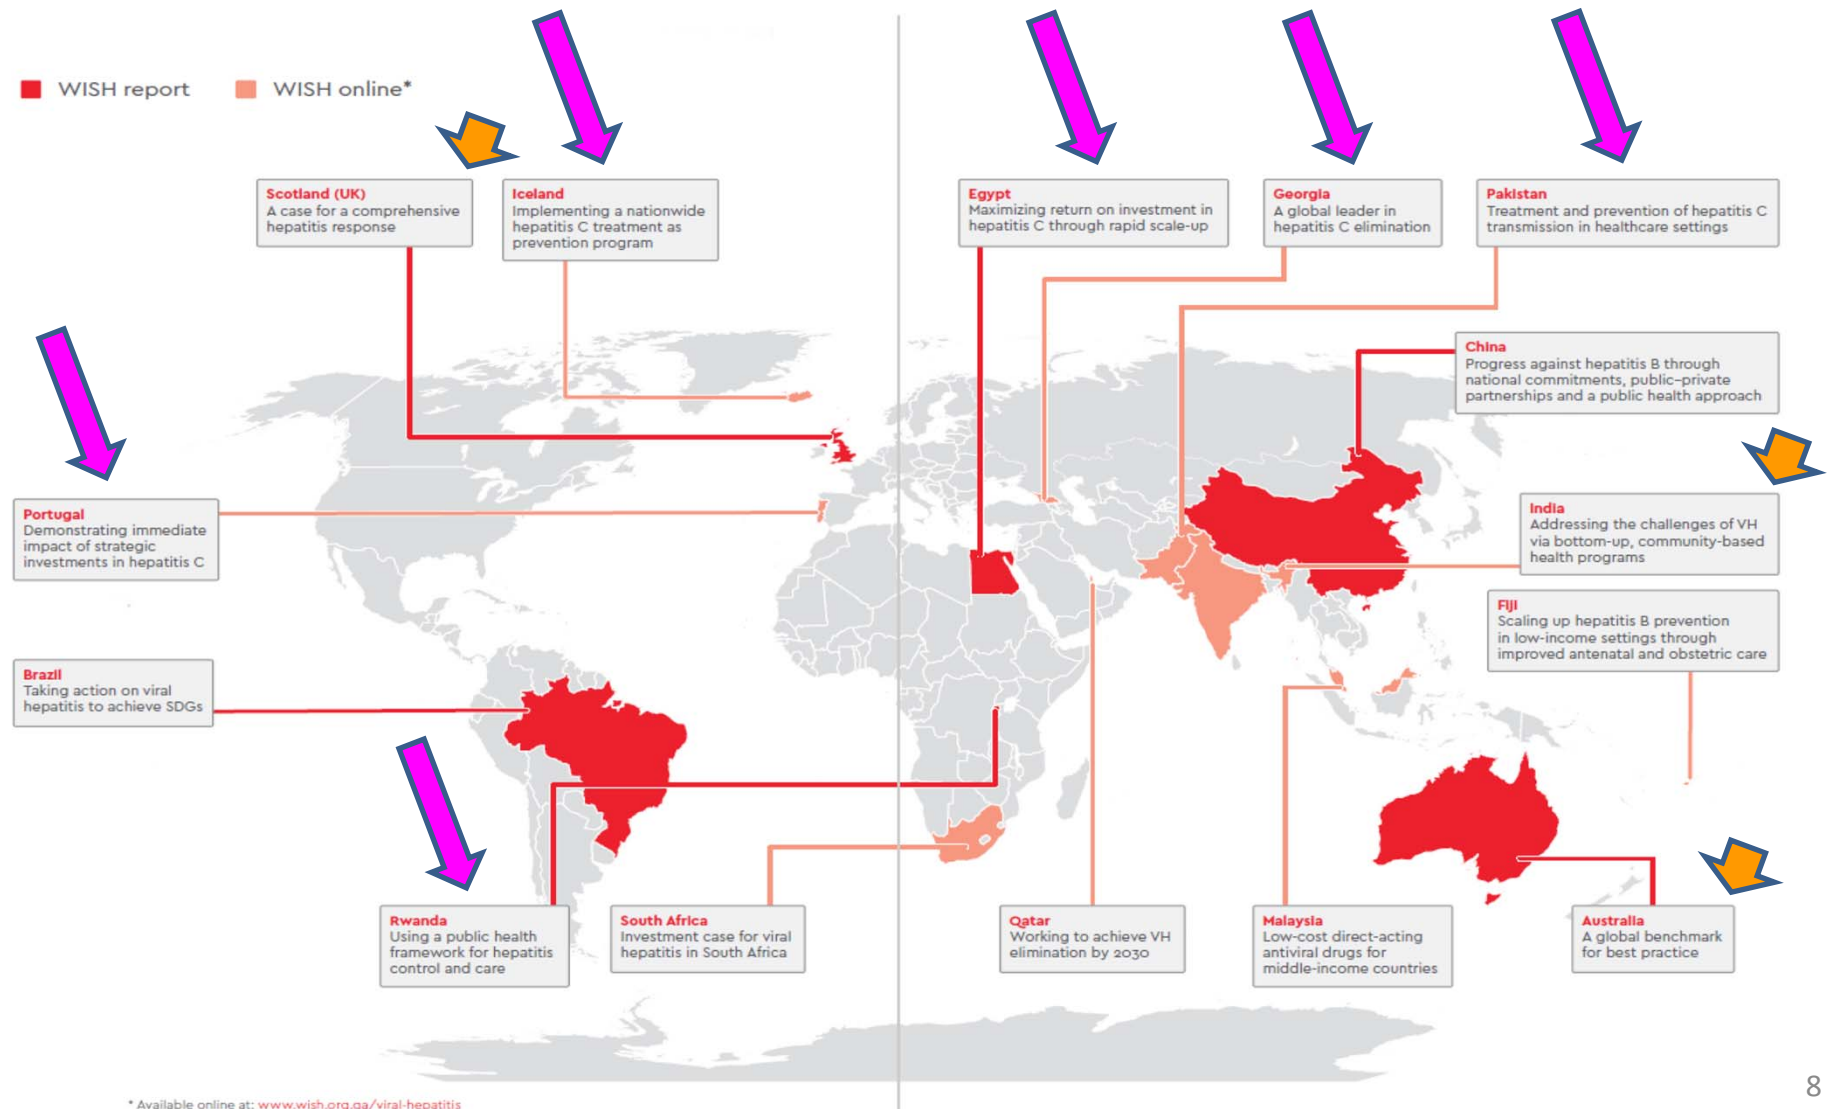 WISH report
WISH online*
Scotland (UK)
A case for a comprehensive
hepatitis response
Iceland
Implementing a nationwide
hepatitis C treatment as
prevention program
Egypt
Maximizing return on investment in
hepatitis C through rapid scale-up
Georgia
A global leader in
hepatitis C elimination
Pakistan
Treatment and prevention of hepatitis C
transmission in healthcare settings
China
Progress against hepatitis B through
national commitments, public–private
partnerships and a public health approach
Portugal
Demonstrating immediate
impact of strategic
investments in hepatitis C
India
Addressing the challenges of VH
via bottom-up, community-based
health programs
Fiji
Scaling up hepatitis B prevention
in low-income settings through
improved antenatal and obstetric care
Brazil
Taking action on viral
hepatitis to achieve SDGs
Rwanda
Using a public health
framework for hepatitis
control and care
South Africa
Investment case for viral
hepatitis in South Africa
Qatar
Working to achieve VH
elimination by 2030
Malaysia
Low-cost direct-acting
antiviral drugs for
middle-income countries
Australia
A global benchmark
for best practice
* Available online at: www.wish.org.qa/viral-hepatitis
8